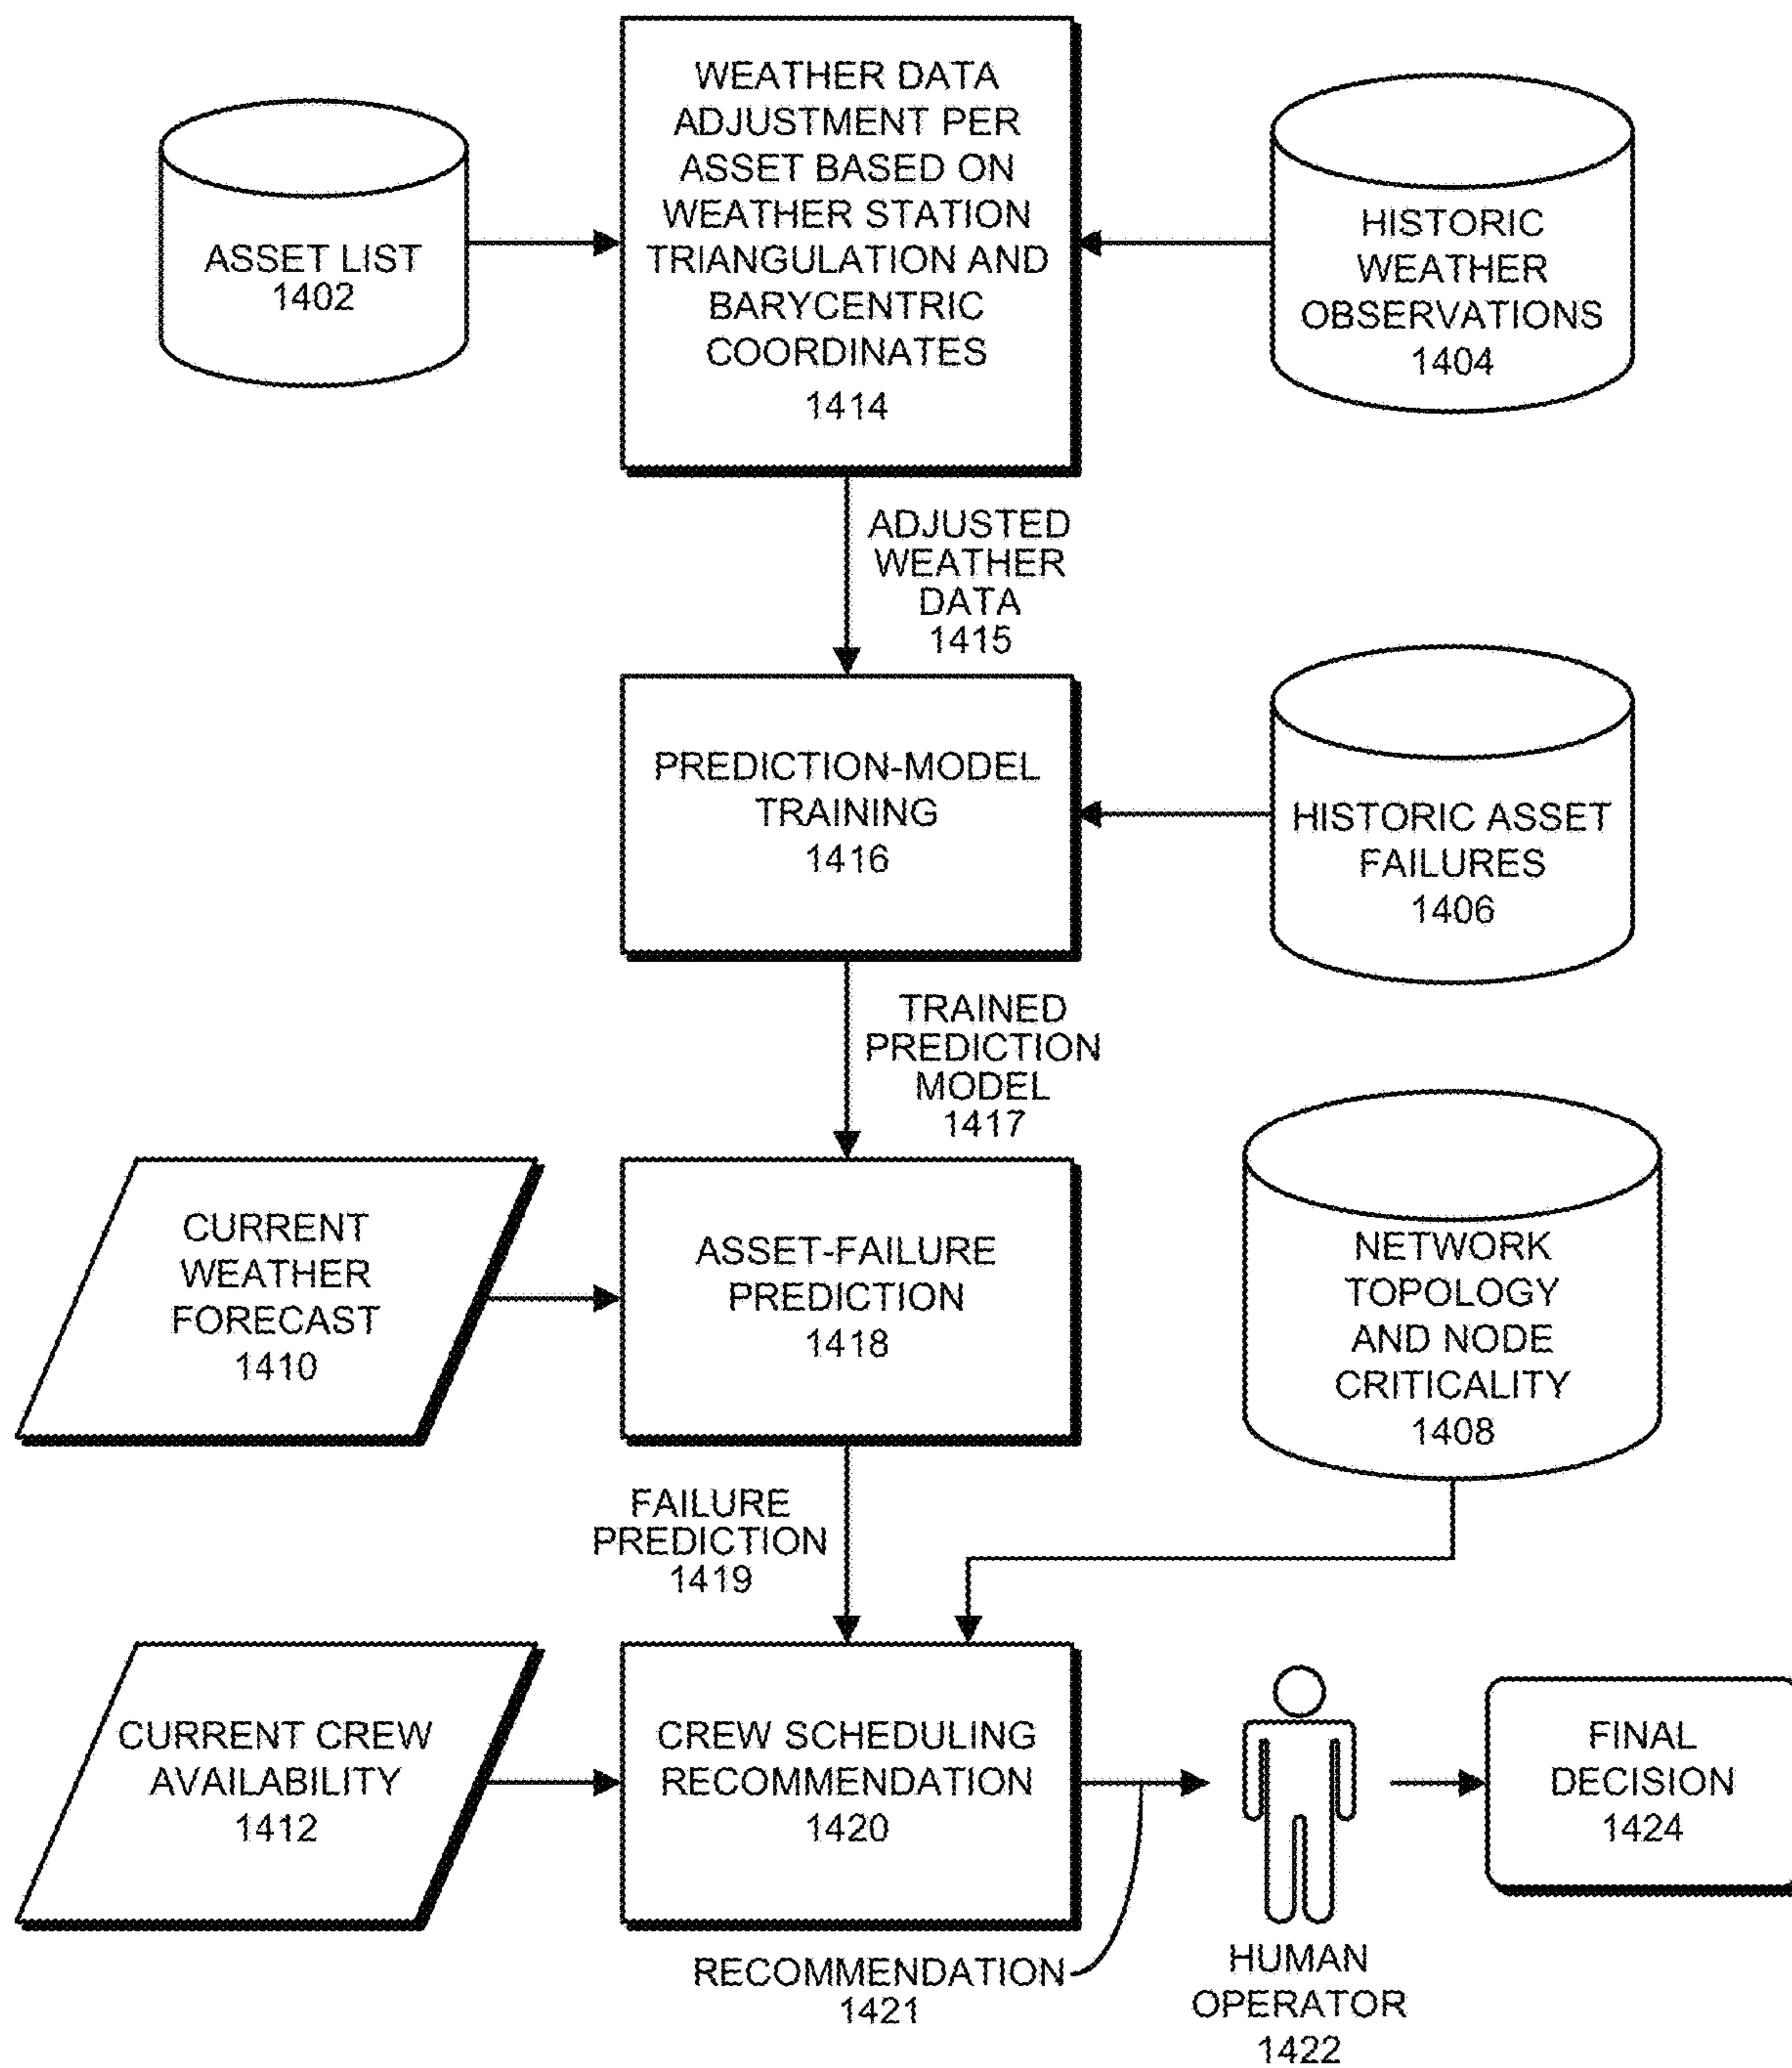 WEATHER DATA
ADJUSTMENT PER
ASSET BASED ON
WEATHER STATION
TRIANGULATION AND
BARYCENTRIC
COORDINATES
1414
ASSET LIST
1402
HISTORIC
WEATHER
OBSERVATIONS
1404
ADJUSTED
WEATHER
DATA
1415
PREDICTION-MODEL
TRAINING
1416
HISTORIC ASSET
FAILURES
1406
TRAINED
PREDICTION
MODEL
1417
CURRENT
WEATHER
FORECAST
1410
ASSET-FAILURE
PREDICTION
1418
NETWORK
TOPOLOGY
AND NODE
CRITICALITY
1408
FAILURE
PREDICTION
1419
CURRENT CREW
AVAILABILITY
1412
CREW SCHEDULING
RECOMMENDATION
1420
FINAL
DECISION
1424
RECOMMENDATION
1421
HUMAN
OPERATOR
1422